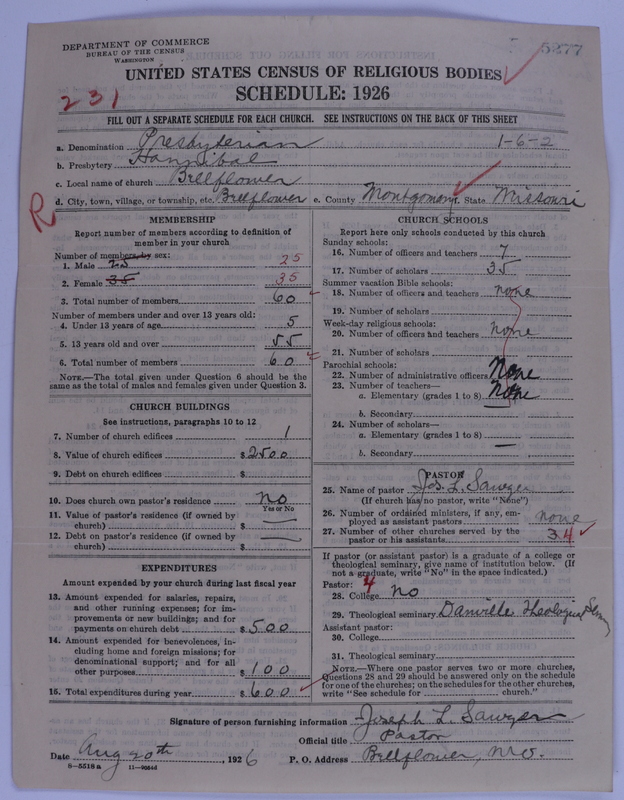 DEPARTMENT OF COMMERCE
BUREAU OF THE CENSUS
WASHINGTON
5377
UNITED STATES CENSUS OF RELIGIOUS BODIES
SCHEDULE: 1926
231
FILL OUT A SEPARATE SCHEDULE FOR EACH CHURCH. SEE INSTRUCTIONS ON THE BACK OF THIS SHEET
a. Denomination Presbyterian 1-6-2
b. Presbytery Hannibal
c. Local name of church Bellflower
d. City, town, village, or township, etc. Bellflower e. County Montgomery f. State Missouri
R
MEMBERSHIP
Report number of members according to definition of
member in your church
Number of members, by sex:
1. Male 25 25
2. Female 35 35
3. Total number of members 60
Number of members under and over 13 years old:
4. Under 13 years of age 5
5. 13 years old and over 55
6. Total number of members 60
NOTE.—The total given under Question 6 should be the
same as the total of males and females given under Question 3.
CHURCH BUILDINGS
See instructions, paragraphs 10 to 12
7. Number of church edifices 1
8. Value of church edifices $2500
9. Debt on church edifices $
10. Does church own pastor's residence No
Yes or No
11. Value of pastor's residence (if owned by
church) $ —
12. Debt on pastor's residence (if owned by
church) $ —
EXPENDITURES
Amount expended by your church during last fiscal year
13. Amount expended for salaries, repairs,
and other running expenses; for im-
provements or new buildings; and for
payments on church debt $500
14. Amount expended for benevolences, in-
cluding home and foreign missions; for
denominational support; and for all
other purposes $100
15. Total expenditures during year $600
CHURCH SCHOOLS
Report here only schools conducted by this church
Sunday schools:
16. Number of officers and teachers 7
17. Number of scholars 35
Summer vacation Bible schools:
18. Number of officers and teachers none
19. Number of scholars
Week-day religious schools:
20. Number of officers and teachers none
21. Number of scholars
Parochial schools:
22. Number of administrative officers None
23. Number of teachers—
a. Elementary (grades 1 to 8) None
b. Secondary
24. Number of scholars—
a. Elementary (grades 1 to 8) —
b. Secondary
PASTOR
25. Name of pastor Jos. L. Sawyer
(If church has no pastor, write "None")
26. Number of ordained ministers, if any, em-
ployed as assistant pastors none
27. Number of other churches served by the
pastor or his assistants 3 4
If pastor (or assistant pastor) is a graduate of a college or
theological seminary, give name of institution below. (If
not a graduate, write "No" in the space indicated.)
Pastor: 4
28. College No
29. Theological seminary Danville Theological Semy
Assistant pastor:
30. College
31. Theological seminary
NOTE.—Where one pastor serves two or more churches,
Questions 28 and 29 should be answered only on the schedule
for one of the churches; on the schedules for the other churches,
write "See schedule for church."
Signature of person furnishing information Joseph L. Sawyer
Official title Pastor
Date Aug 20th, 1926 P. O. Address Bellflower, Mo.
8—5518a 11—9064d